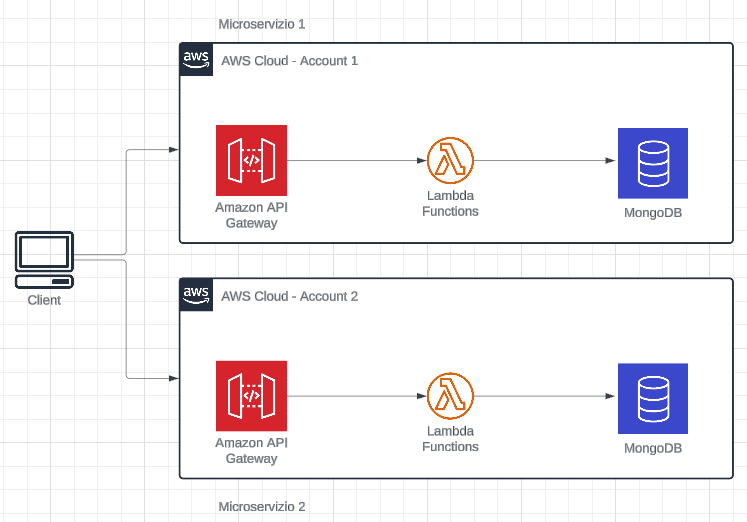 Microservizio 1
aws
AWS Cloud - Account 1
Amazon API
Gateway
Lambda
Functions
MongoDB
Client
aws
AWS Cloud - Account 2
Amazon API
Gateway
Lambda
Functions
MongoDB
Microservizio 2